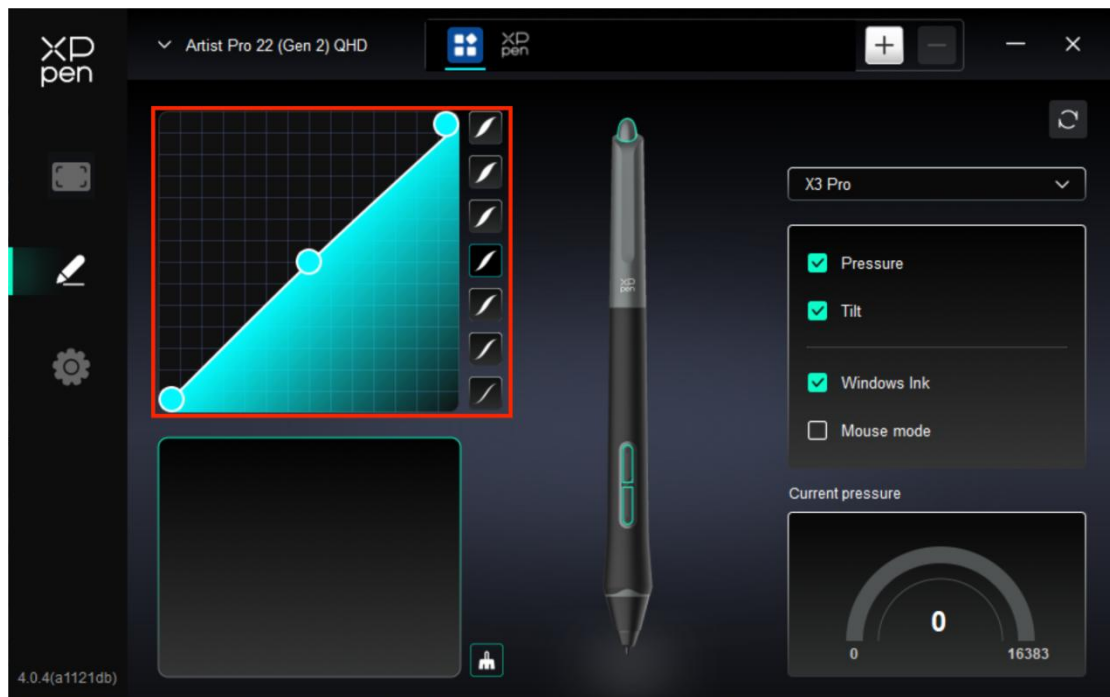 XP
pen
Artist Pro 22 (Gen 2) QHD
XP
pen
X3 Pro
Pressure
Tilt
Windows Ink
Mouse mode
XP
pen
Current pressure
0
0
16383
4.0.4(a1121db)